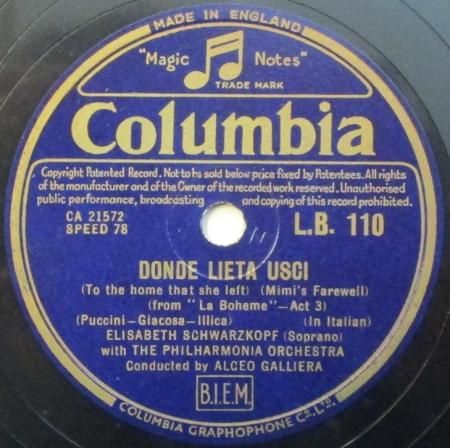 MADE IN ENGLAND
"Magic Notes"
TRADE MARK
Columbia
Copyright Patented Record. Not to be sold below price fixed by Patentees. All rights
of the manufacturer and of the Owner of the recorded work reserved. Unauthorised
public performance, broadcasting and copying of this record prohibited.
CA 21572
SPEED 78
L.B. 110
DONDE LIETA USCI
(To the home that she left) (Mimi's Farewell)
(from "La Boheme"—Act 3)
(Puccini—Giacosa—Illica) (In Italian)
ELISABETH SCHWARZKOPF (Soprano)
with THE PHILHARMONIA ORCHESTRA
Conducted by ALCEO GALLIERA
B.I.E.M.
COLUMBIA GRAPHOPHONE Co. LTD.